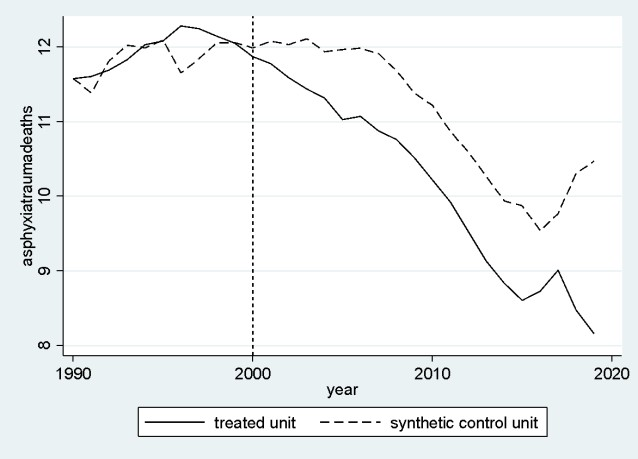 asphyxiatraumadeaths
12
11
10
9
8
1990 2000 2010 2020
year
treated unit synthetic control unit